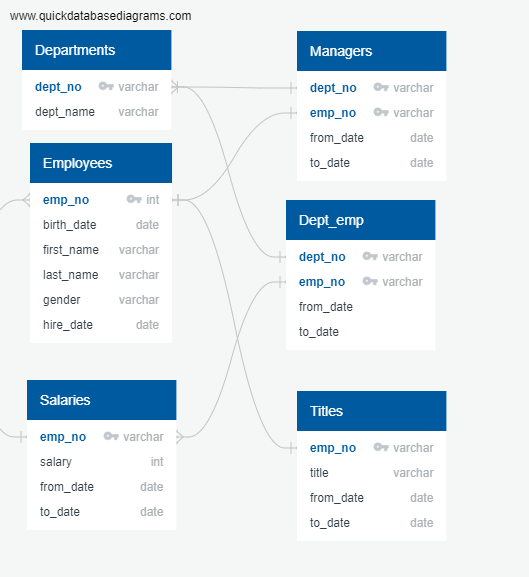 www.quickdatabasediagrams.com
Departments
dept_no varchar
dept_name varchar
Managers
dept_no varchar
emp_no varchar
from_date date
to_date date
Employees
emp_no int
birth_date date
first_name varchar
last_name varchar
gender varchar
hire_date date
Dept_emp
dept_no varchar
emp_no varchar
from_date
to_date
Salaries
emp_no varchar
salary int
from_date date
to_date date
Titles
emp_no varchar
title varchar
from_date date
to_date date